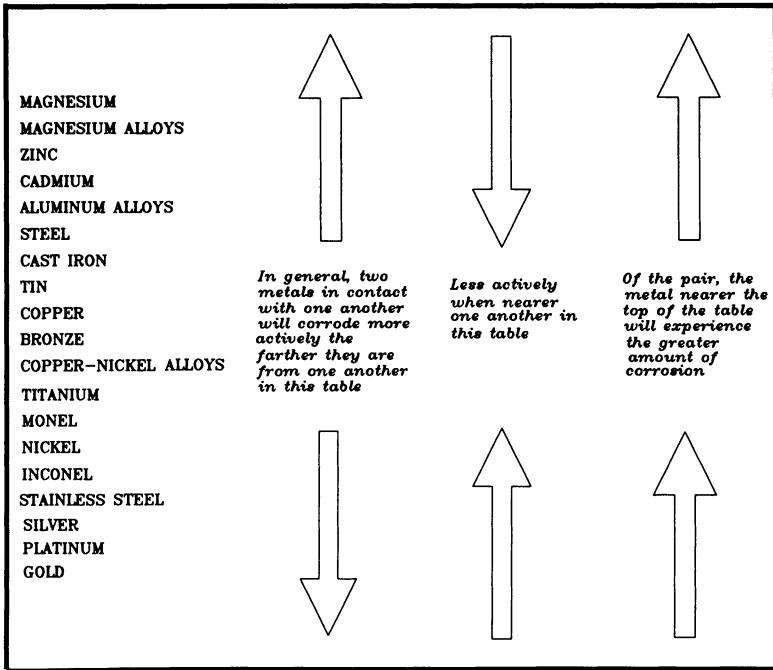 MAGNESIUM
MAGNESIUM ALLOYS
ZINC
CADMIUM
ALUMINUM ALLOYS
STEEL
CAST IRON
TIN
COPPER
BRONZE
COPPER-NICKEL ALLOYS
TITANIUM
MONEL
NICKEL
INCONEL
STAINLESS STEEL
SILVER
PLATINUM
GOLD
In general, two
metals in contact
with one another
will corrode more
actively the
farther they are
from one another
in this table
Less actively
when nearer
one another in
this table
Of the pair, the
metal nearer the
top of the table
will experience
the greater
amount of
corrosion